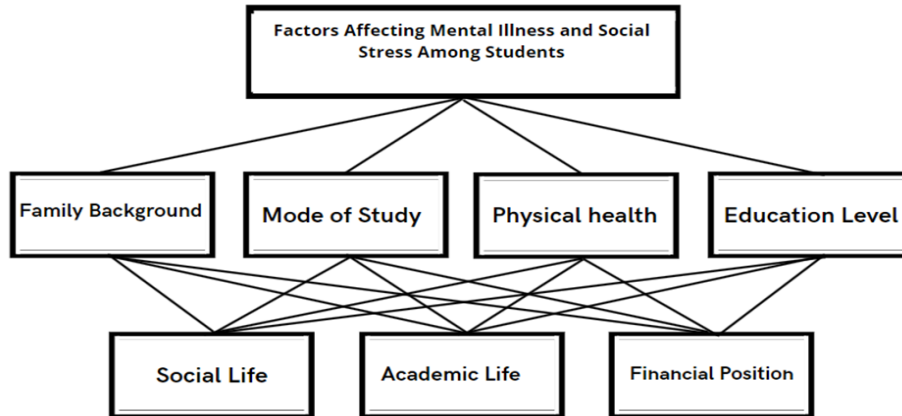 Factors Affecting Mental Illness and Social
Stress Among Students
Family Background
Mode of Study
Physical health
Education Level
Social Life
Academic Life
Financial Position